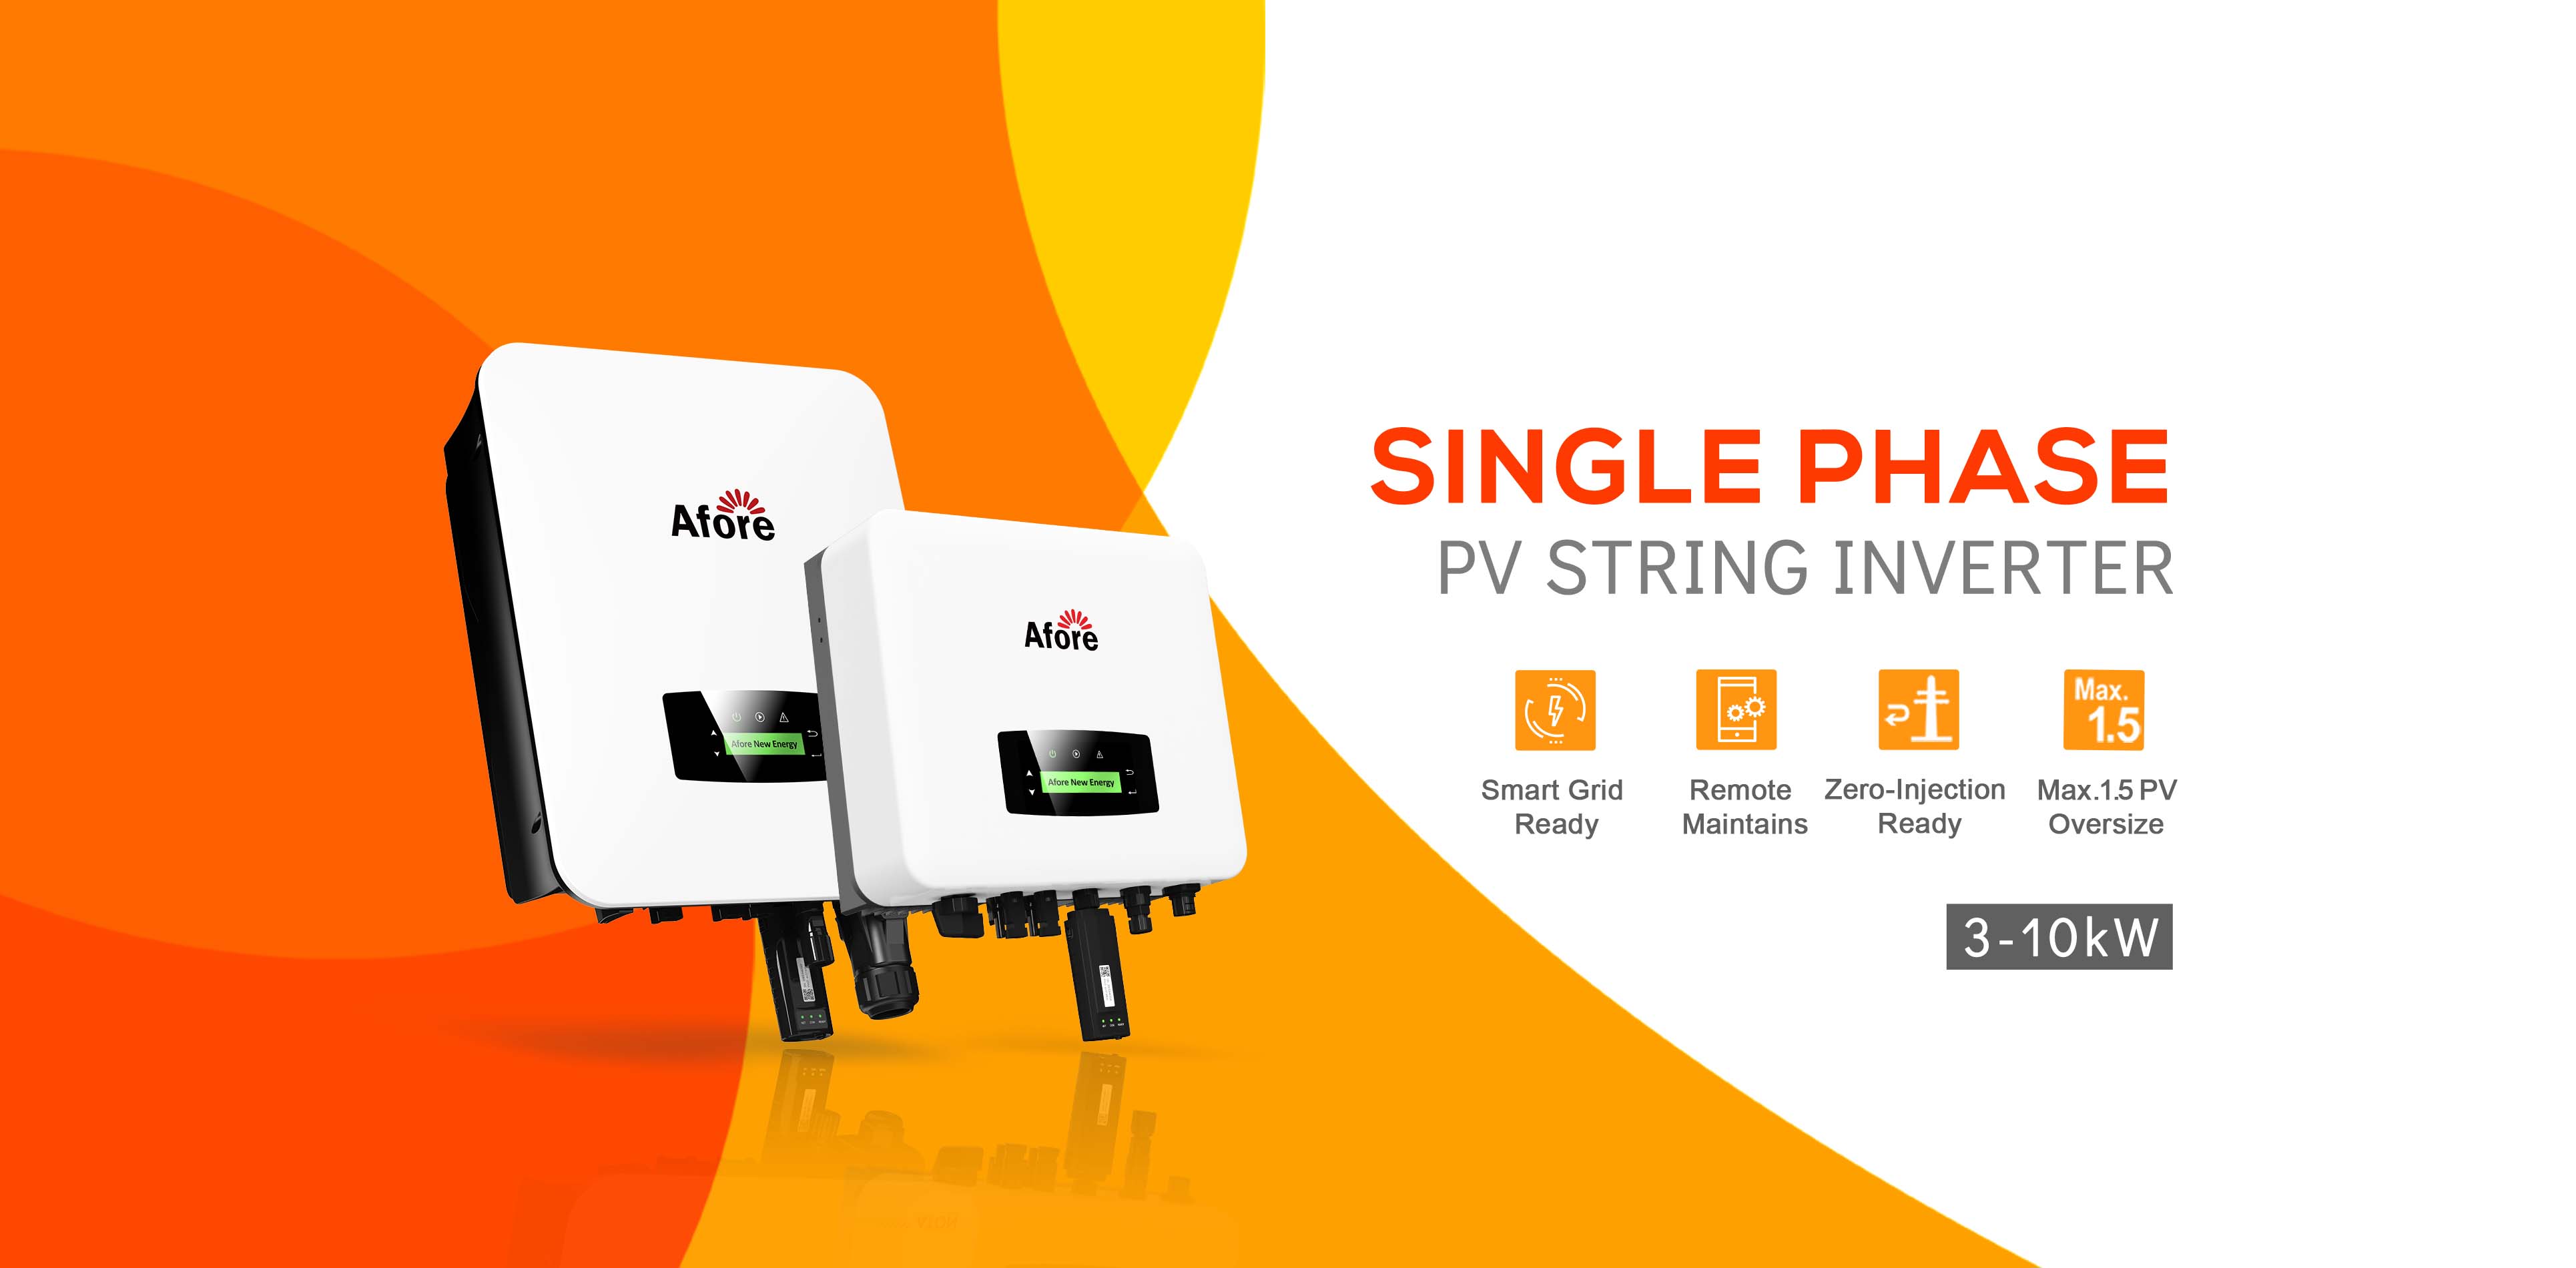 Afore
Afore New Energy
Afore
Afore New Energy
SINGLE PHASE
PV STRING INVERTER
Max.
1.5
Smart Grid
Ready
Remote
Maintains
Zero-Injection
Ready
Max.1.5 PV
Oversize
3-10kW